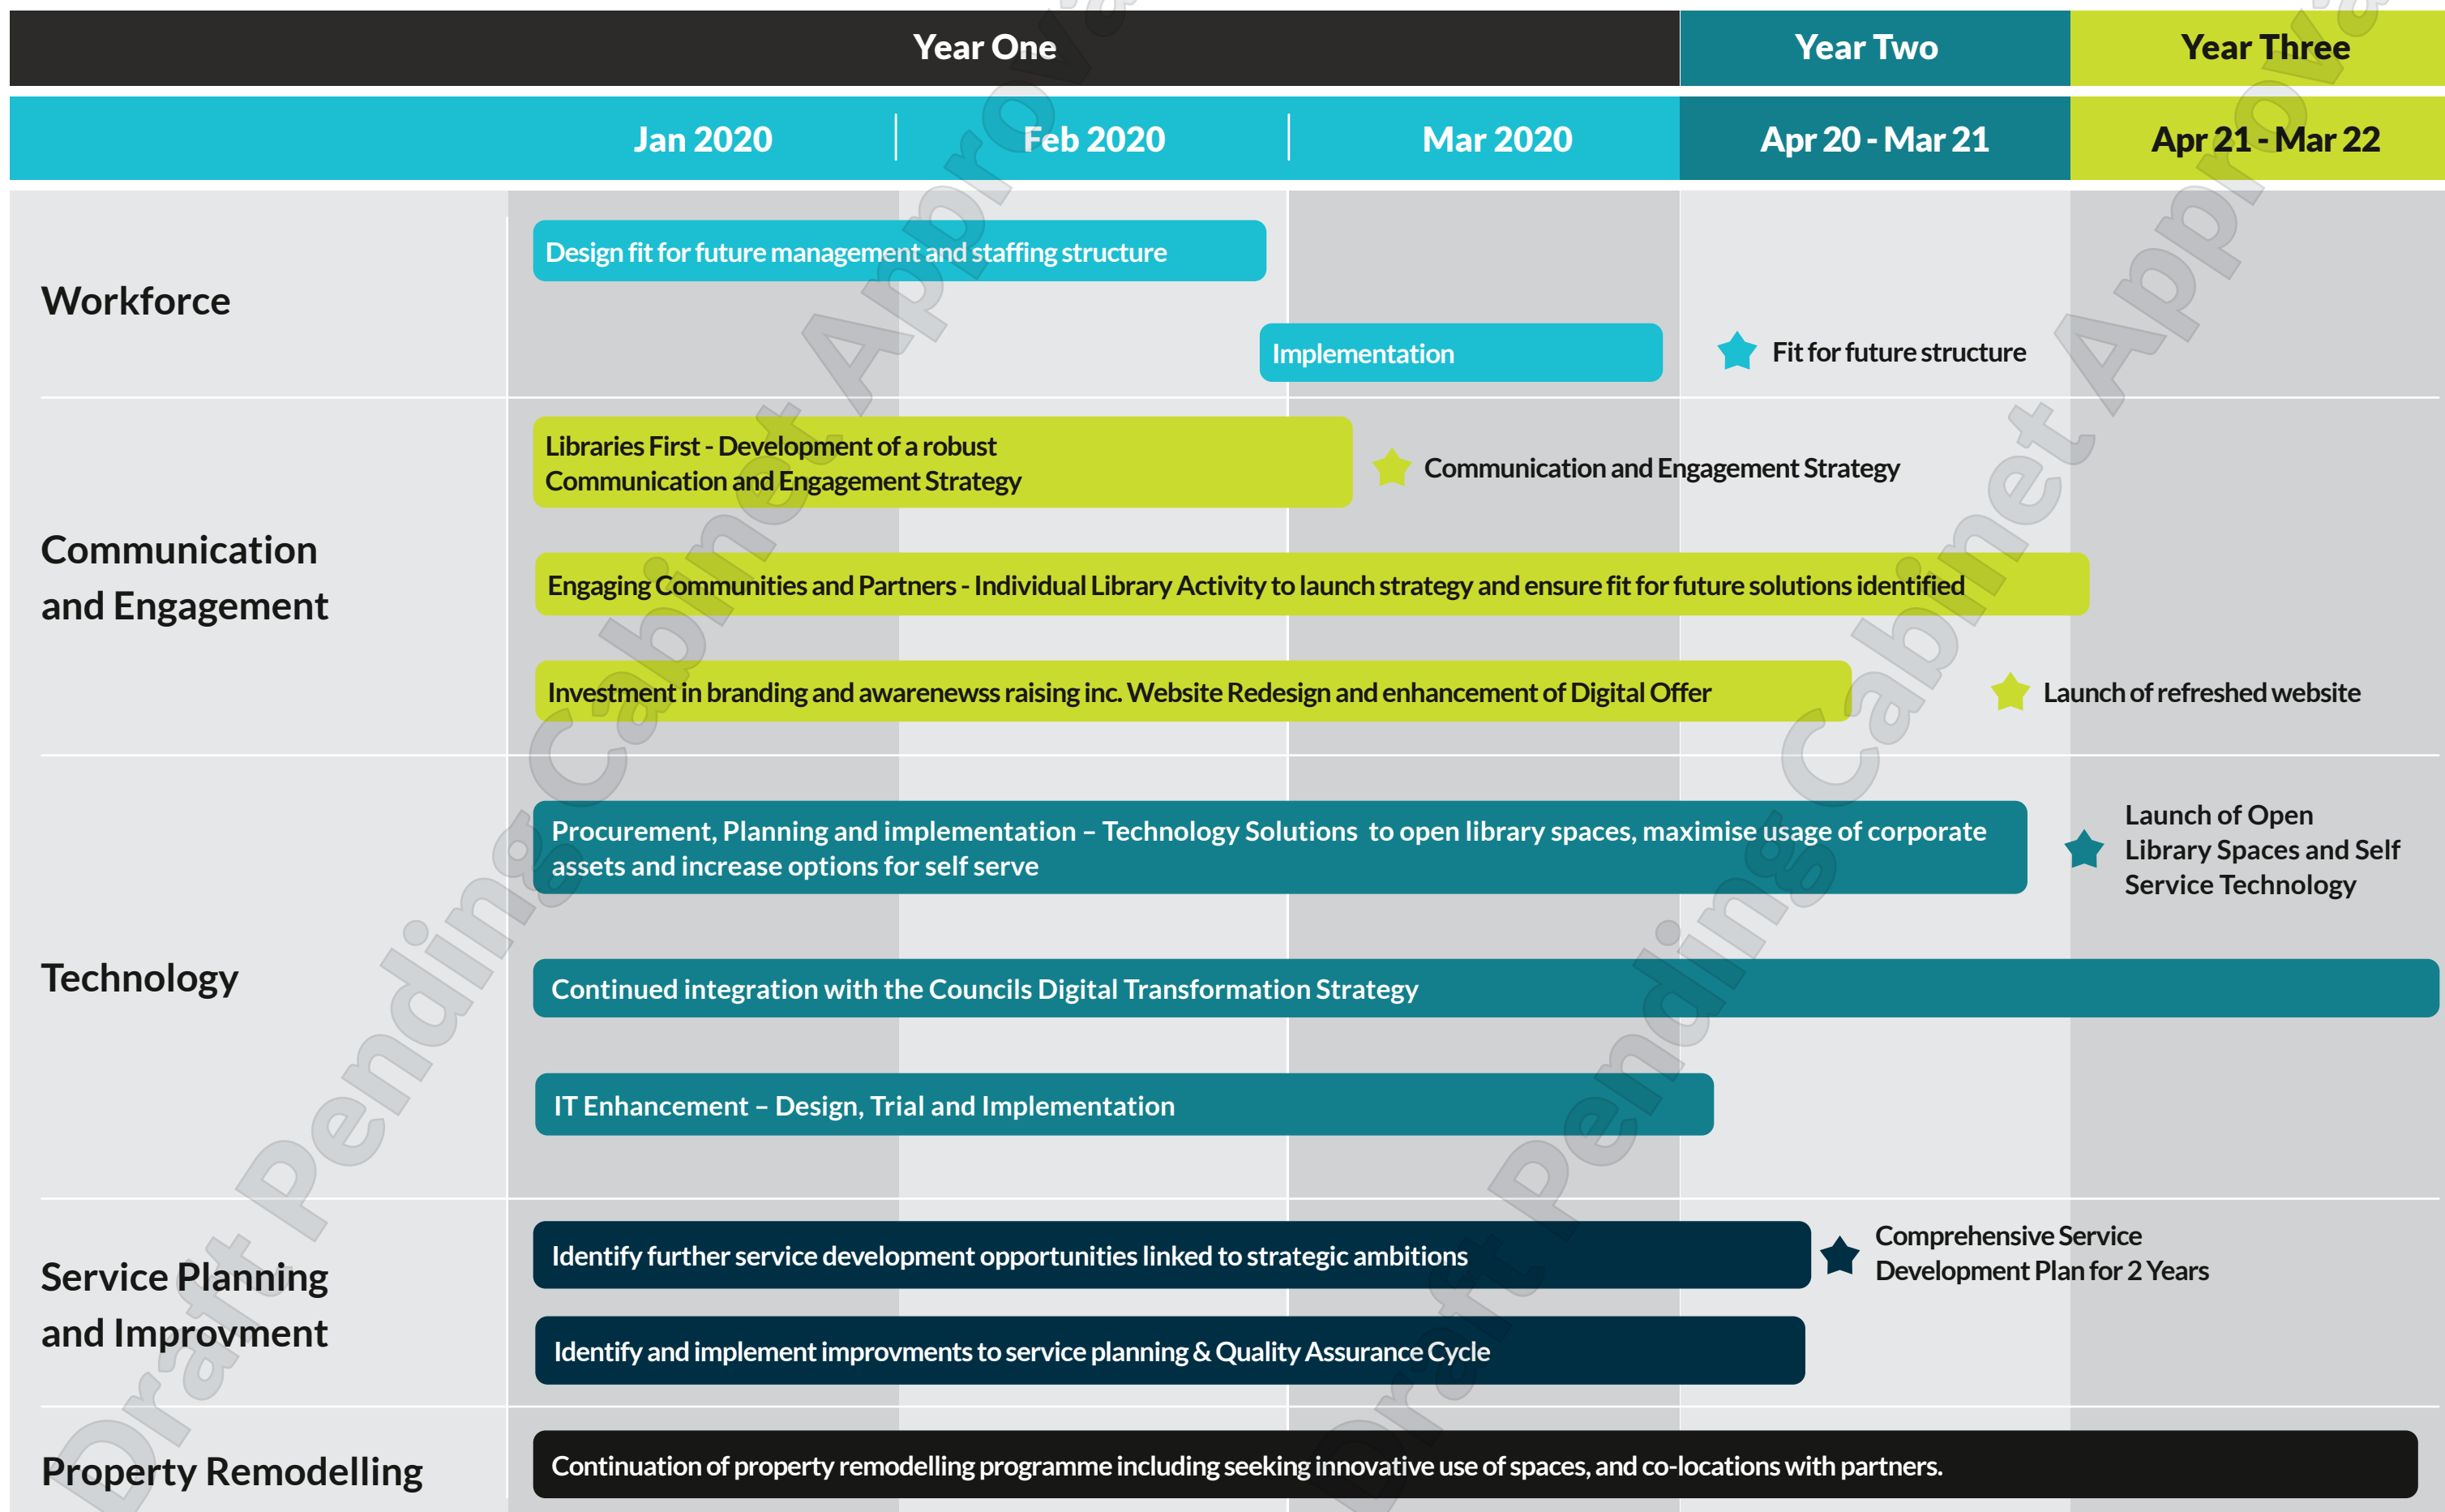 Year One
Year Two
Year Three
Jan 2020
Feb 2020
Mar 2020
Apr 20 - Mar 21
Apr 21 - Mar 22
Workforce
Design fit for future management and staffing structure
Implementation
Fit for future structure
Communication
and Engagement
Libraries First - Development of a robust
Communication and Engagement Strategy
Communication and Engagement Strategy
Engaging Communities and Partners - Individual Library Activity to launch strategy and ensure fit for future solutions identified
Investment in branding and awarenewss raising inc. Website Redesign and enhancement of Digital Offer
Launch of refreshed website
Technology
Procurement, Planning and implementation – Technology Solutions to open library spaces, maximise usage of corporate
assets and increase options for self serve
Launch of Open
Library Spaces and Self
Service Technology
Continued integration with the Councils Digital Transformation Strategy
IT Enhancement – Design, Trial and Implementation
Service Planning
and Improvment
Identify further service development opportunities linked to strategic ambitions
Comprehensive Service
Development Plan for 2 Years
Identify and implement improvments to service planning & Quality Assurance Cycle
Property Remodelling
Continuation of property remodelling programme including seeking innovative use of spaces, and co-locations with partners.
Draft Pending Cabinet Approva
Draft Pending Cabinet Approva